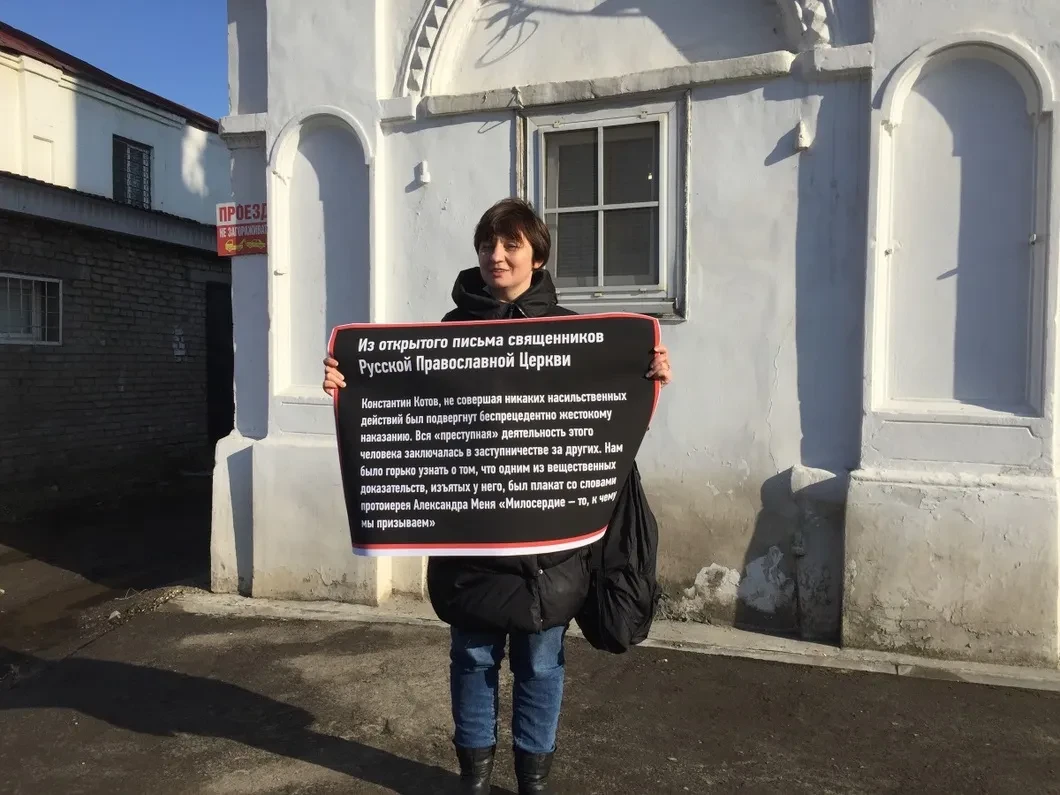 ПРОЕЗД
НЕ ЗАГОРАЖИВАТЬ
Из открытого письма священников
Русской Православной Церкви
Константин Котов, не совершая никаких насильственных
действий был подвергнут беспрецедентно жестокому
наказанию. Вся «преступная» деятельность этого
человека заключалась в заступничестве за других. Нам
было горько узнать о том, что одним из вещественных
доказательств, изъятых у него, был плакат со словами
протоиерея Александра Меня «Милосердие – то, к чему
мы призываем»